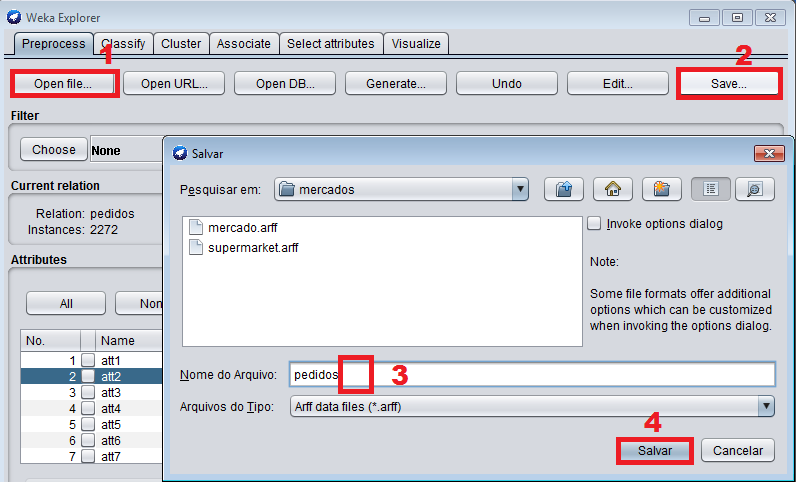 Weka Explorer
Preprocess Classify Cluster Associate Select attributes Visualize
1 2
Open file... Open URL... Open DB... Generate... Undo Edit... Save...
Filter
Choose None
Salvar
Current relation
Relation: pedidos
Instances: 2272
Pesquisar em: mercados
mercado.arff
supermarket.arff
Invoke options dialog
Note:
Some file formats offer additional
options which can be customized
when invoking the options dialog.
Attributes
All Non
No. Name
1 att1
2 att2
3 att3
4 att4
5 att5
6 att6
7 att7
Nome do Arquivo: pedidos 3
Arquivos do Tipo: Arff data files (*.arff)
4
Salvar Cancelar